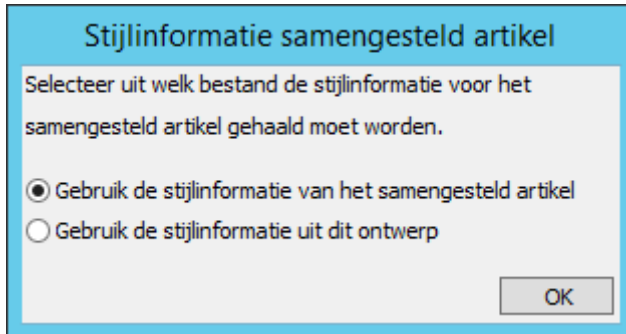 Stijlinformatie samengesteld artikel
Selecteer uit welk bestand de stijlinformatie voor het
samengesteld artikel gehaald moet worden.
Gebruik de stijlinformatie van het samengesteld artikel
Gebruik de stijlinformatie uit dit ontwerp
OK